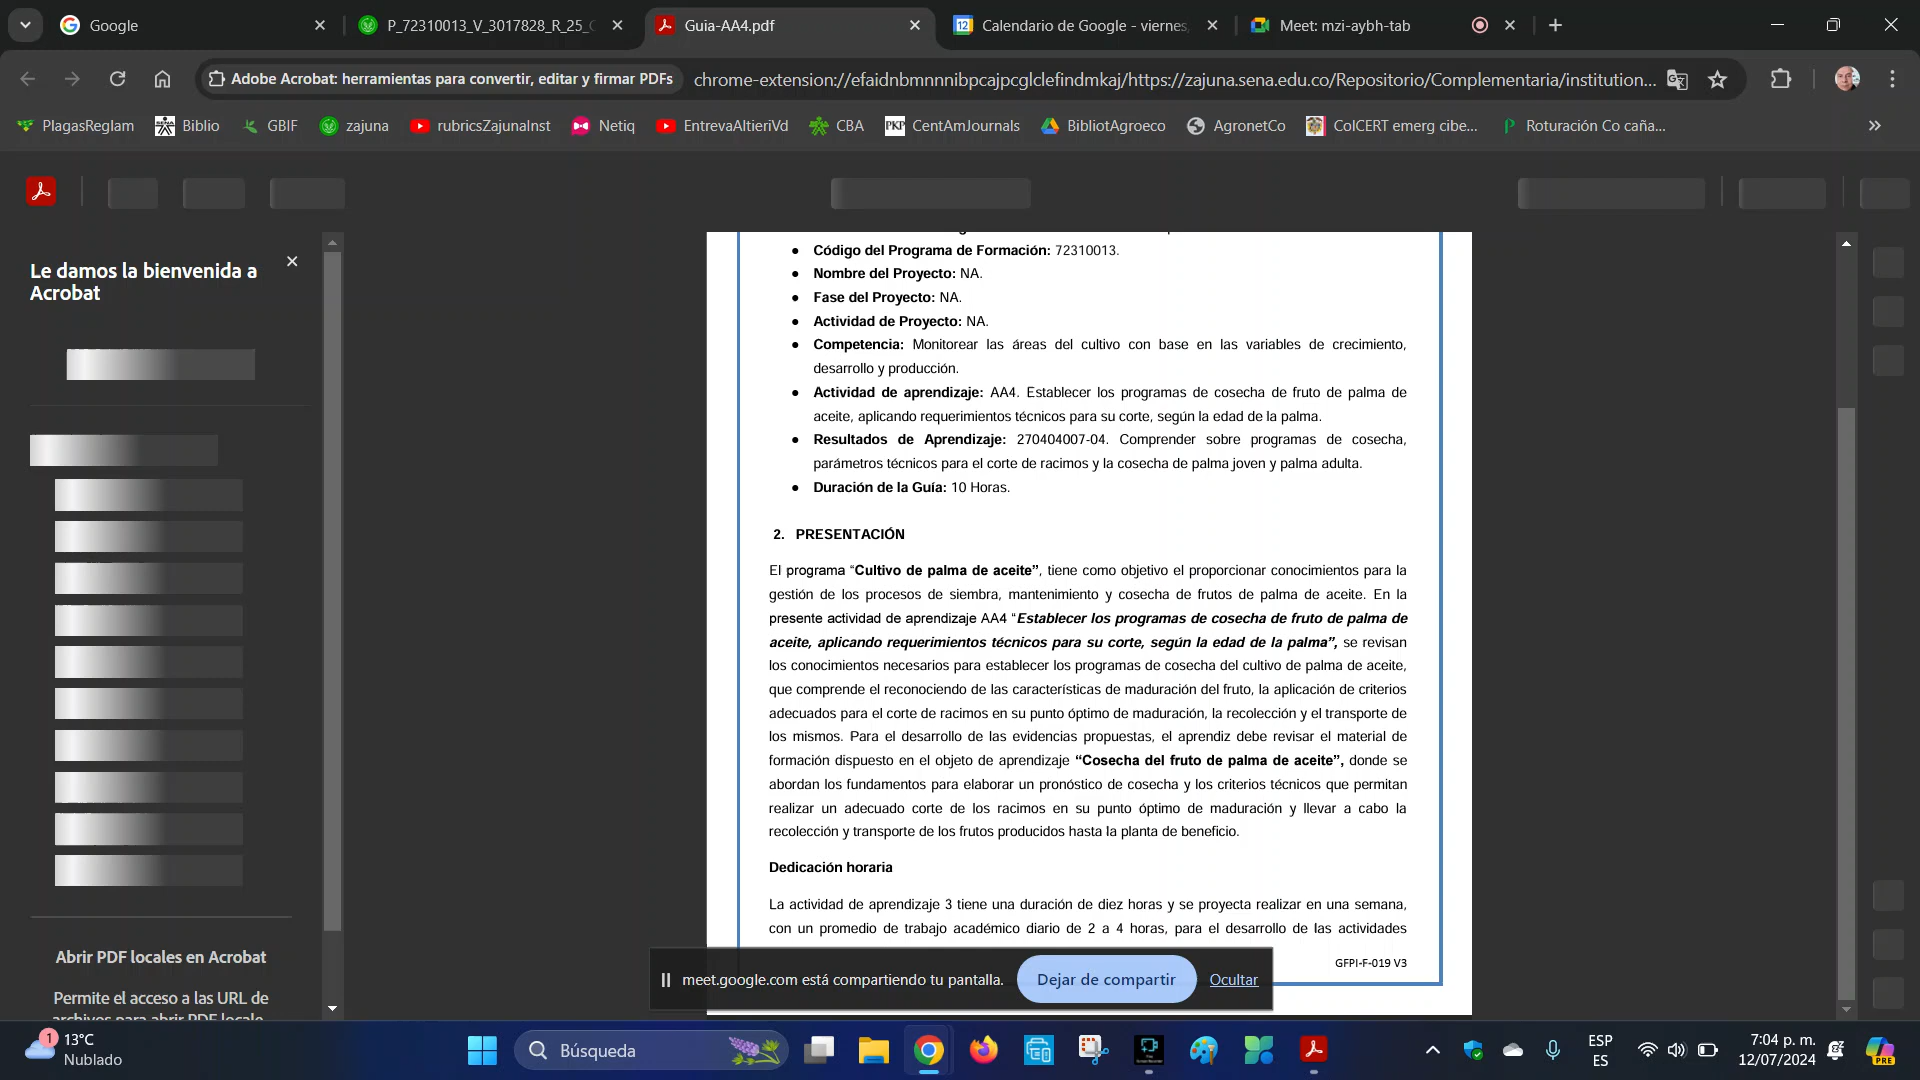 Google
P_72310013_V_3017828_R_25_C
Guia-AA4.pdf
Calendario de Google - viernes,
Meet: mzi-aybh-tab
Adobe Acrobat: herramientas para convertir, editar y firmar PDFs
chrome-extension://efaidnbmnnnibpcajpcglclefindmkaj/https://zajuna.sena.edu.co/Repositorio/Complementaria/institution...
PlagasReglam
Biblio
GBIF
zajuna
rubricsZajunaInst
Netiq
EntrevaAltieriVd
CBA
CentAmJournals
BibliotAgroeco
AgronetCo
ColCERT emerg cibe...
Roturación Co caña...
Le damos la bienvenida a
Acrobat
Abrir PDF locales en Acrobat
Permite el acceso a las URL de
archivos para abrir PDF locale
● Código del Programa de Formación: 72310013.
● Nombre del Proyecto: NA.
● Fase del Proyecto: NA.
● Actividad de Proyecto: NA.
● Competencia: Monitorear las áreas del cultivo con base en las variables de crecimiento,
desarrollo y producción.
● Actividad de aprendizaje: AA4. Establecer los programas de cosecha de fruto de palma de
aceite, aplicando requerimientos técnicos para su corte, según la edad de la palma.
● Resultados de Aprendizaje: 270404007-04. Comprender sobre programas de cosecha,
parámetros técnicos para el corte de racimos y la cosecha de palma joven y palma adulta.
● Duración de la Guía: 10 Horas.
2. PRESENTACIÓN
El programa “Cultivo de palma de aceite”, tiene como objetivo el proporcionar conocimientos para la
gestión de los procesos de siembra, mantenimiento y cosecha de frutos de palma de aceite. En la
presente actividad de aprendizaje AA4 “Establecer los programas de cosecha de fruto de palma de
aceite, aplicando requerimientos técnicos para su corte, según la edad de la palma”, se revisan
los conocimientos necesarios para establecer los programas de cosecha del cultivo de palma de aceite,
que comprende el reconociendo de las características de maduración del fruto, la aplicación de criterios
adecuados para el corte de racimos en su punto óptimo de maduración, la recolección y el transporte de
los mismos. Para el desarrollo de las evidencias propuestas, el aprendiz debe revisar el material de
formación dispuesto en el objeto de aprendizaje “Cosecha del fruto de palma de aceite”, donde se
abordan los fundamentos para elaborar un pronóstico de cosecha y los criterios técnicos que permitan
realizar un adecuado corte de los racimos en su punto óptimo de maduración y llevar a cabo la
recolección y transporte de los frutos producidos hasta la planta de beneficio.
Dedicación horaria
La actividad de aprendizaje 3 tiene una duración de diez horas y se proyecta realizar en una semana,
con un promedio de trabajo académico diario de 2 a 4 horas, para el desarrollo de las actividades
GFPI-F-019 V3
meet.google.com está compartiendo tu pantalla.
Dejar de compartir
Ocultar
1
13°C
Nublado
Búsqueda
ESP
ES
7:04 p. m.
12/07/2024